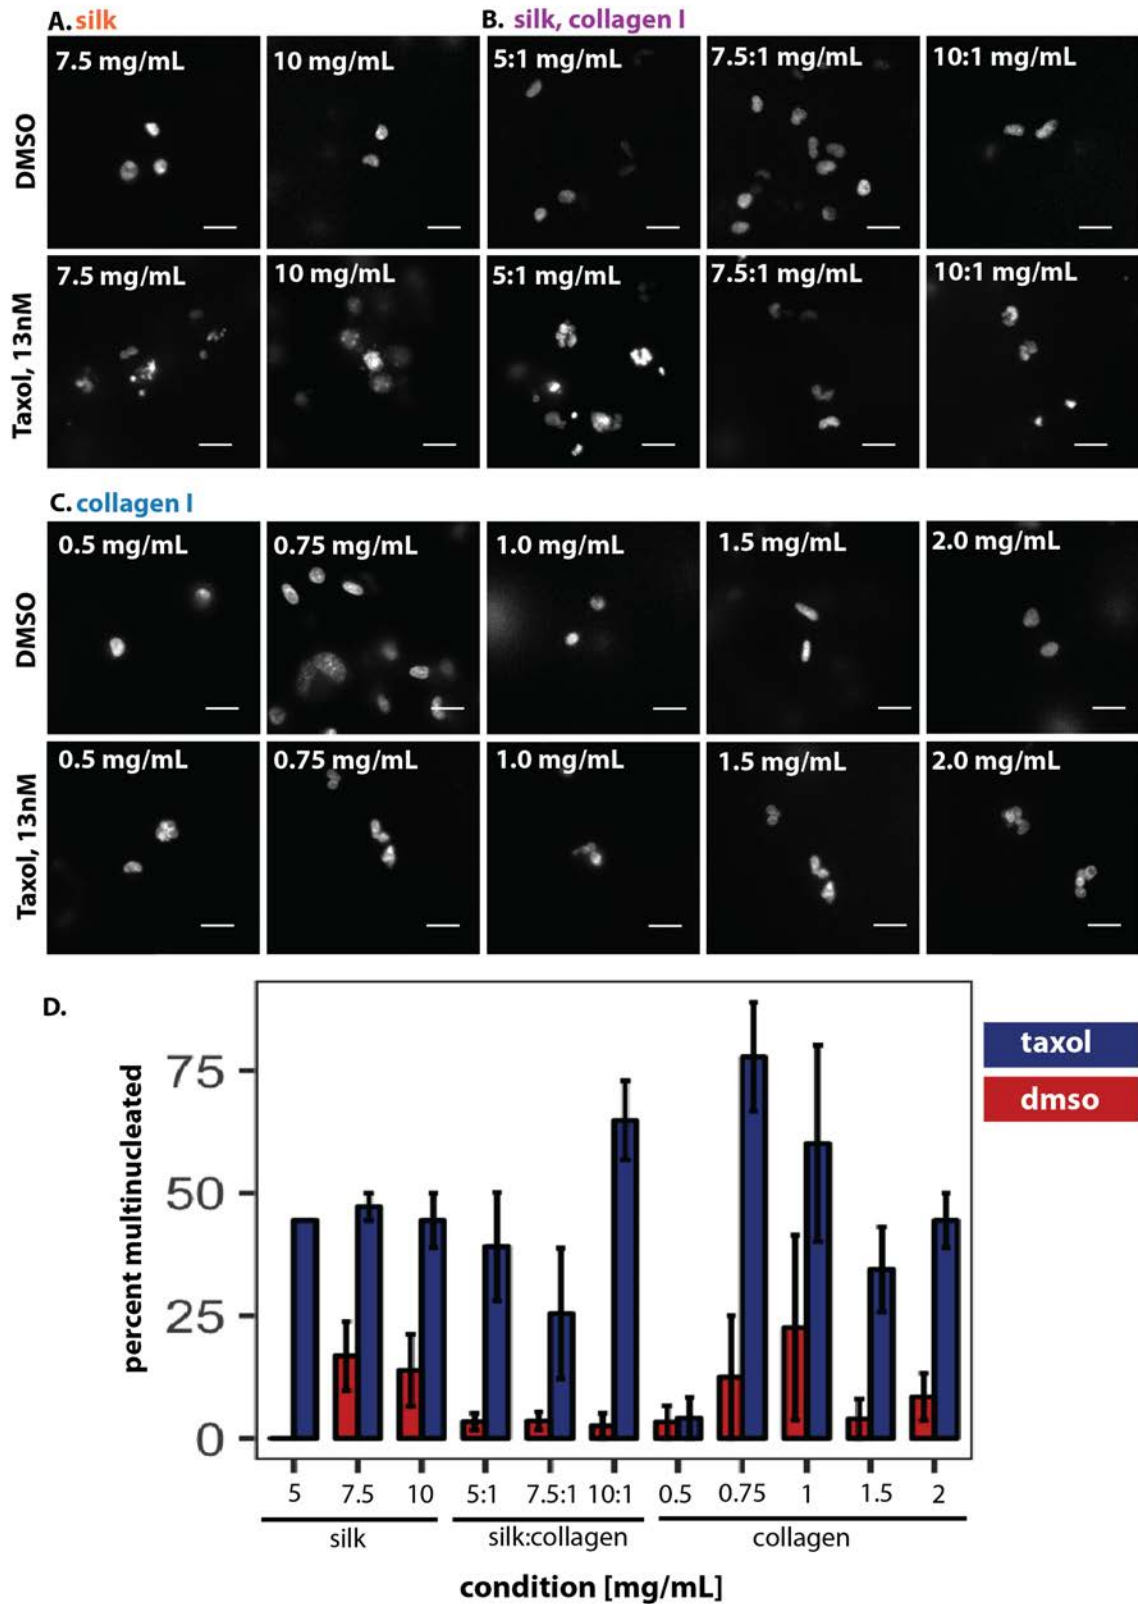 A. silk
B. silk, collagen I
7.5 mg/mL
10 mg/mL
5:1 mg/mL
7.5:1 mg/mL
10:1 mg/mL
DMSO
7.5 mg/mL
10 mg/mL
5:1 mg/mL
7.5:1 mg/mL
10:1 mg/mL
Taxol, 13nM
C. collagen I
0.5 mg/mL
0.75 mg/mL
1.0 mg/mL
1.5 mg/mL
2.0 mg/mL
DMSO
0.5 mg/mL
0.75 mg/mL
1.0 mg/mL
1.5 mg/mL
2.0 mg/mL
Taxol, 13nM
D.
percent multinucleated
75
50
25
0
taxol
dmso
5 7.5 10 5:1 7.5:1 10:1 0.5 0.75 1 1.5 2
silk silk:collagen collagen
condition [mg/mL]